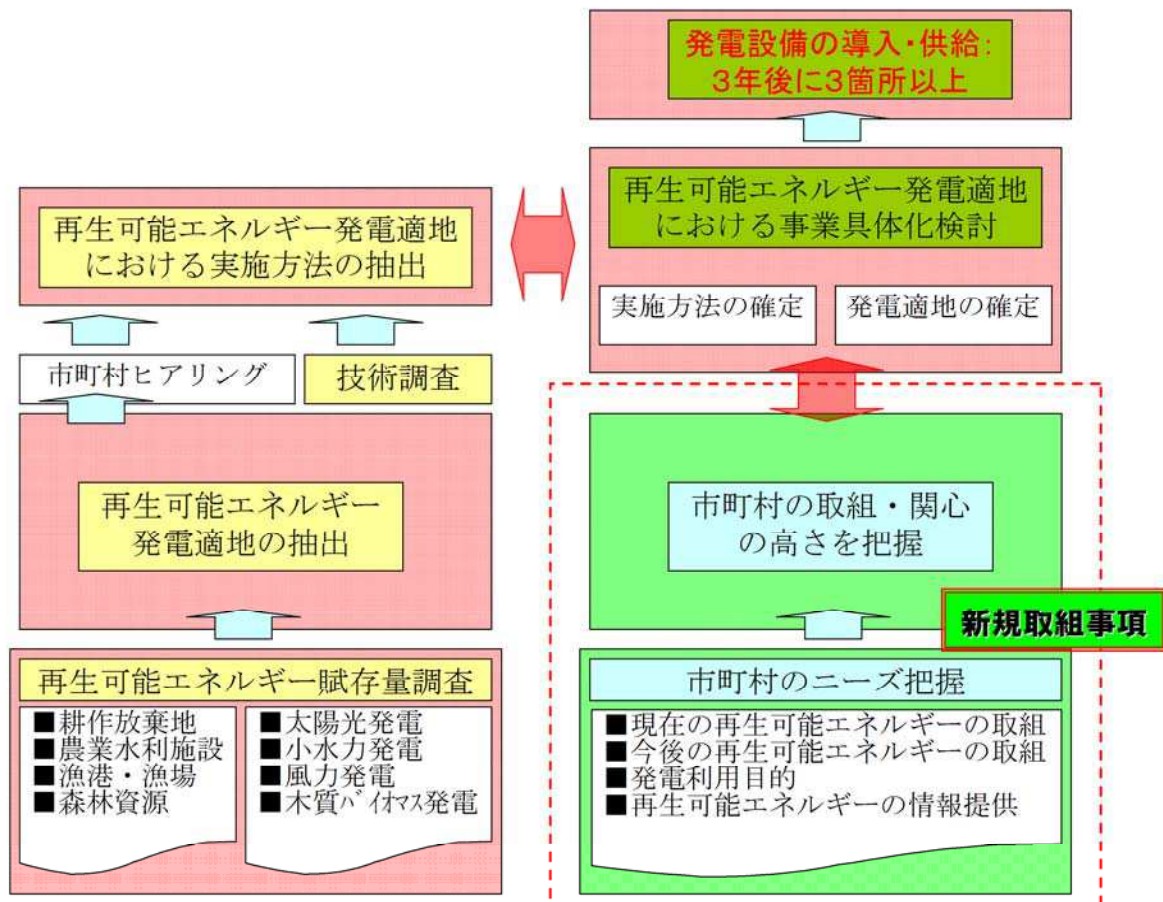 発電設備の導入・供給：
３年後に３箇所以上
再生可能エネルギー発電適地
における事業具体化検討
実施方法の確定
発電適地の確定
再生可能エネルギー発電適地
における実施方法の抽出
市町村ヒアリング
技術調査
再生可能エネルギー
発電適地の抽出
再生可能エネルギー賦存量調査
■耕作放棄地
■農業水利施設
■漁港・漁場
■森林資源
■太陽光発電
■小水力発電
■風力発電
■木質ﾊﾞｲｵﾏｽ発電
市町村の取組・関心
の高さを把握
新規取組事項
市町村のニーズ把握
■現在の再生可能エネルギーの取組
■今後の再生可能エネルギーの取組
■発電利用目的
■再生可能エネルギーの情報提供